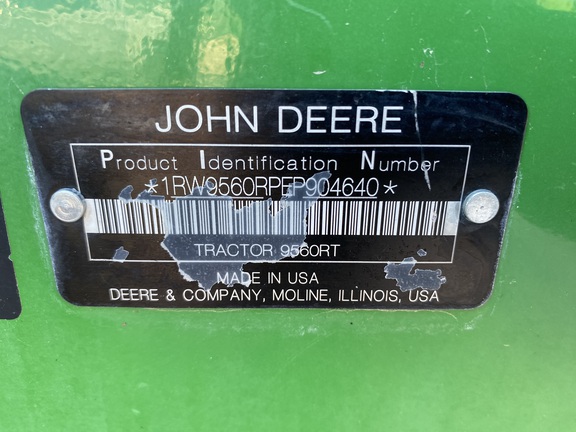 JOHN DEERE
Product Identification Number
*1RW9560RPEP904640*
TRACTOR 9560RT
MADE IN USA
DEERE & COMPANY, MOLINE, ILLINOIS, USA